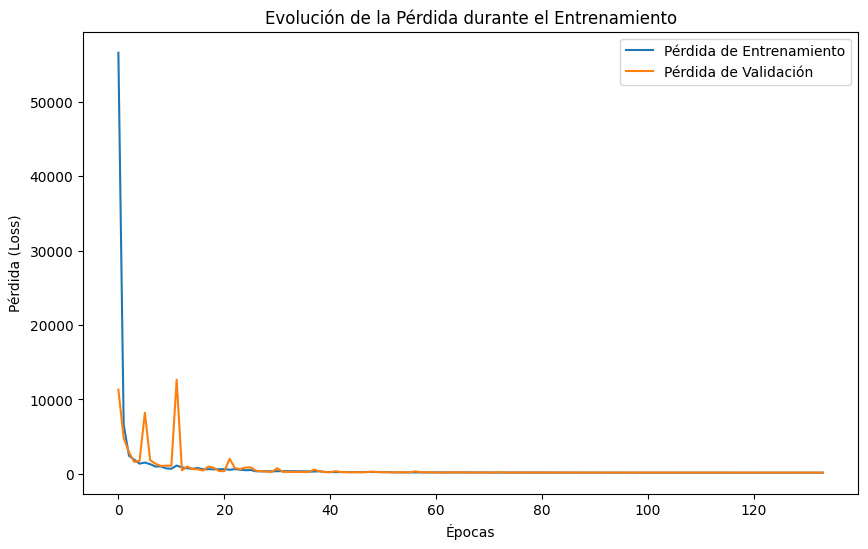 Evolución de la Pérdida durante el Entrenamiento
Pérdida de Entrenamiento
Pérdida de Validación
Pérdida (Loss)
50000
40000
30000
20000
10000
0
0 20 40 60 80 100 120
Épocas